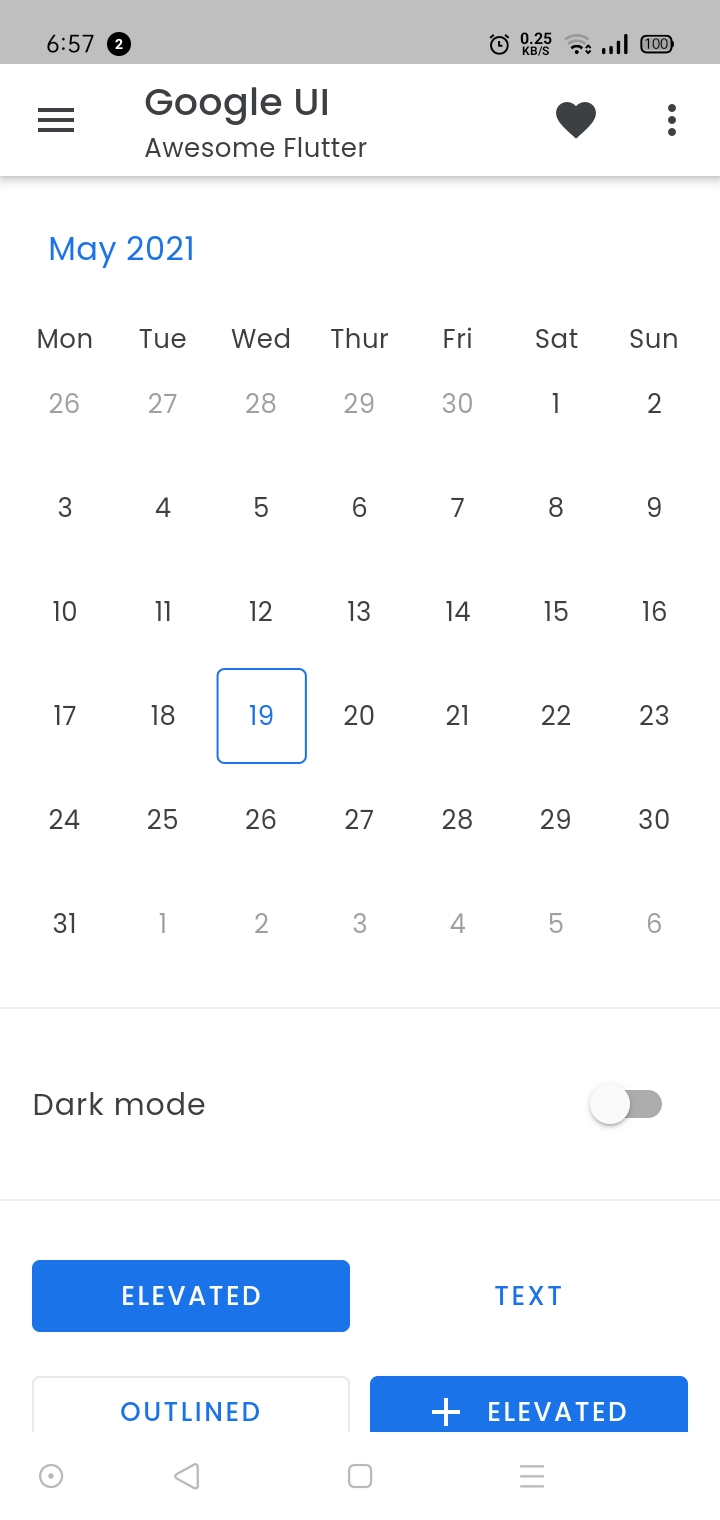 6:57 2 0.25 KB/S 100
Google UI
Awesome Flutter
May 2021
Mon Tue Wed Thur Fri Sat Sun
26 27 28 29 30 1 2
3 4 5 6 7 8 9
10 11 12 13 14 15 16
17 18 19 20 21 22 23
24 25 26 27 28 29 30
31 1 2 3 4 5 6
Dark mode
ELEVATED TEXT
OUTLINED ELEVATED